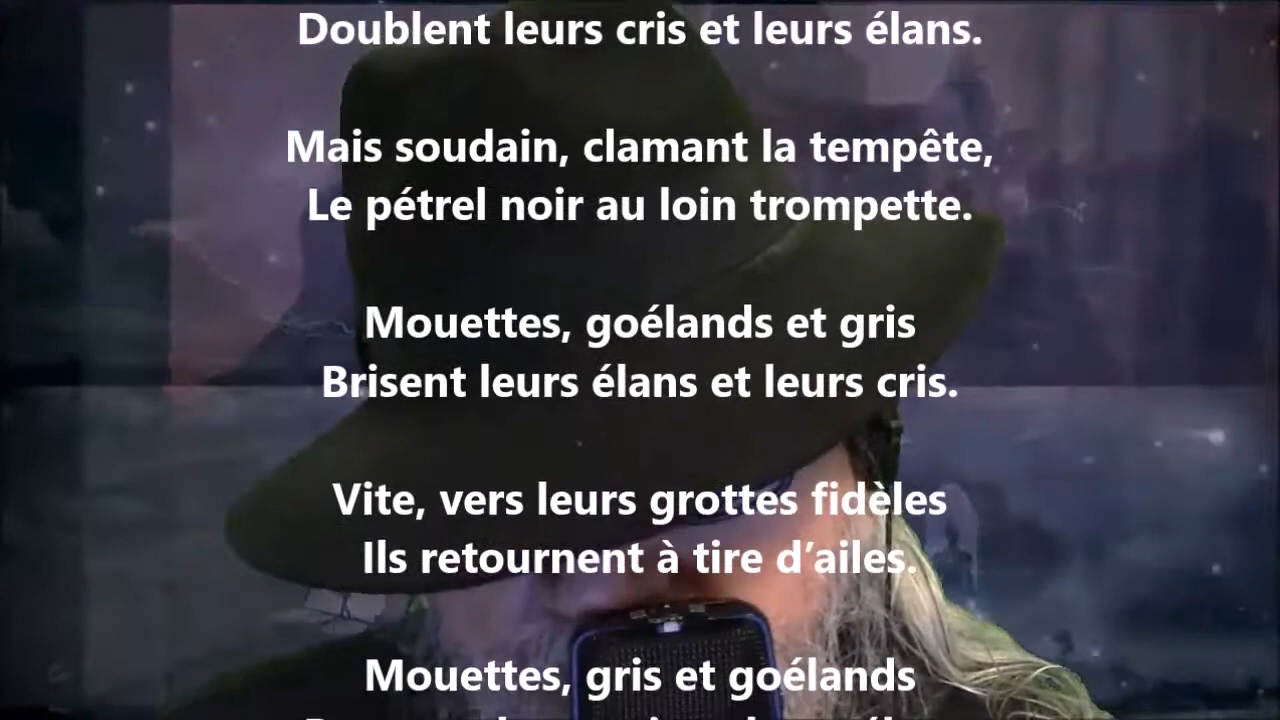 Doublent leurs cris et leurs élans.
Mais soudain, clamant la tempête,
Le pétrel noir au loin trompette.
Mouettes, goélands et gris
Brisent leurs élans et leurs cris.
Vite, vers leurs grottes fidèles
Ils retournent à tire d’ailes.
Mouettes, gris et goélands